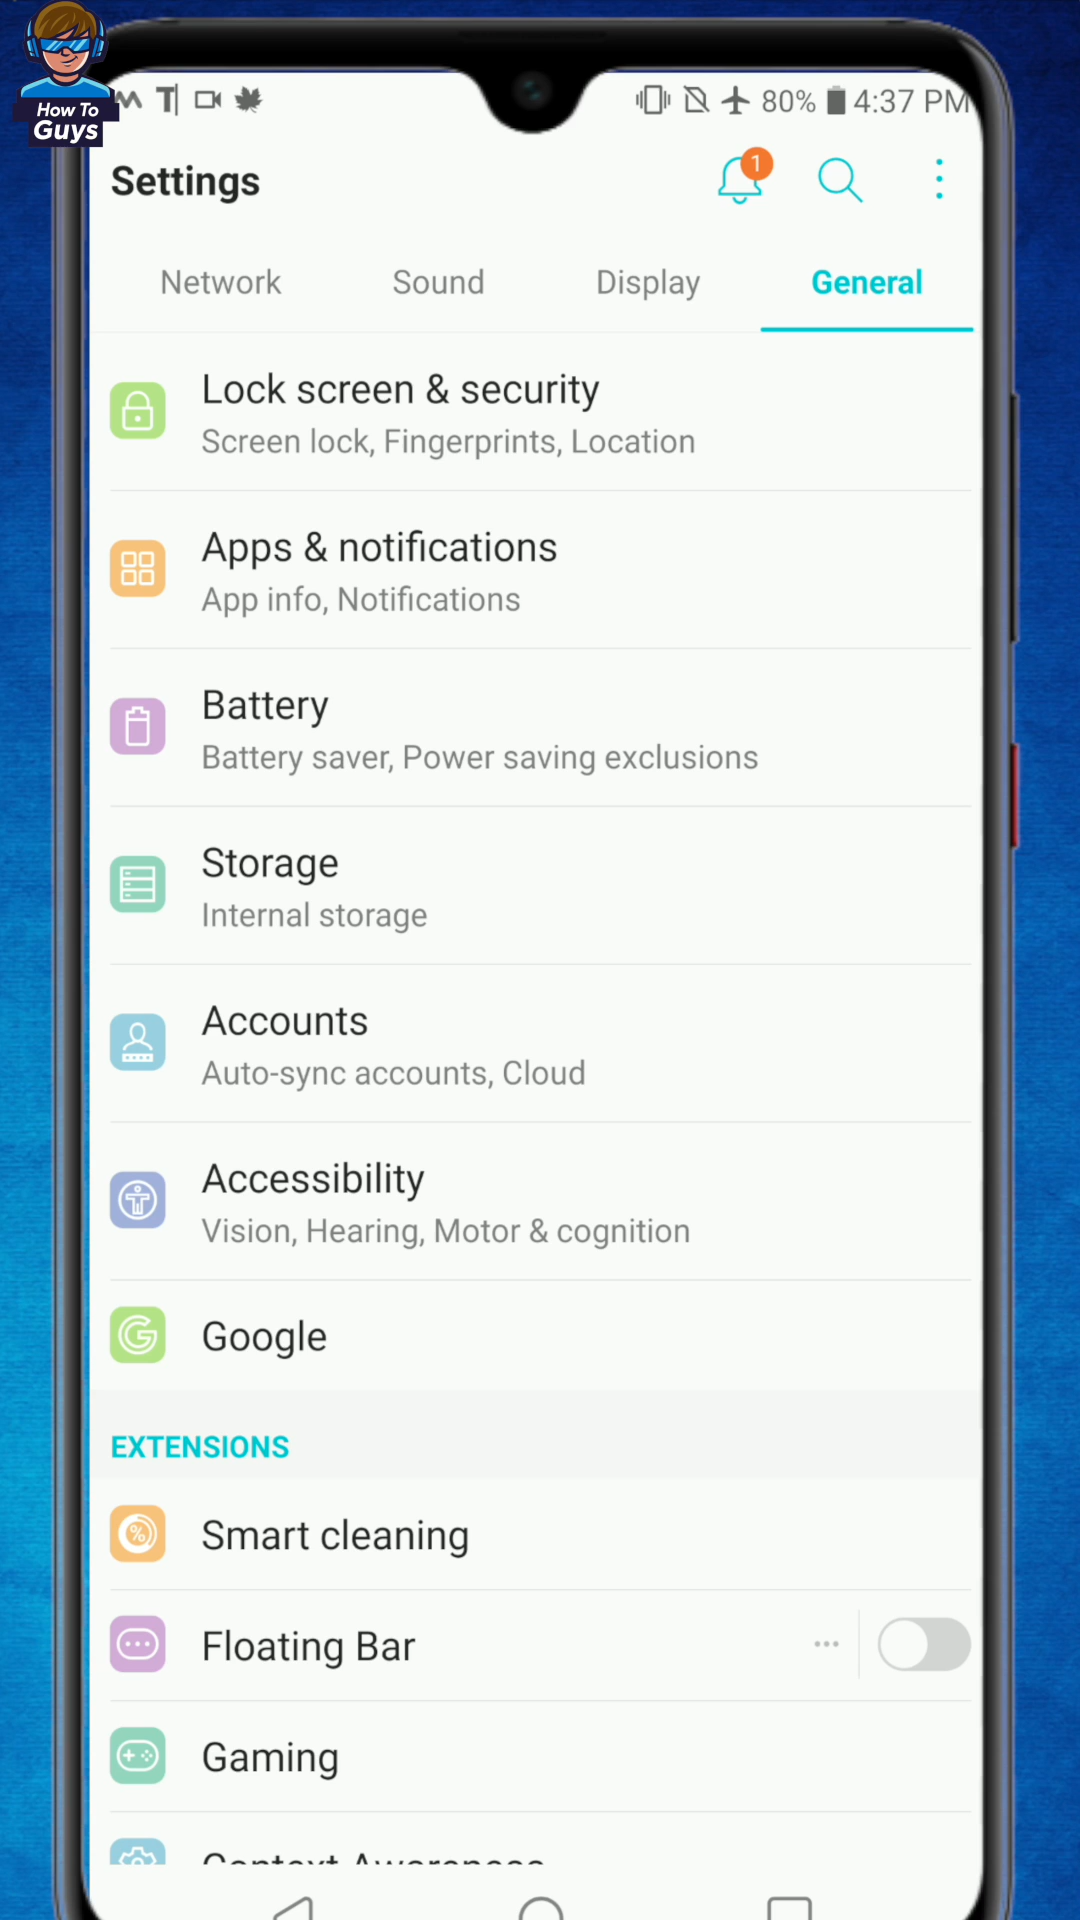 How To
Guys
T
80% 4:37 PM
Settings
1
Network Sound Display General
Lock screen & security
Screen lock, Fingerprints, Location
Apps & notifications
App info, Notifications
Battery
Battery saver, Power saving exclusions
Storage
Internal storage
Accounts
Auto-sync accounts, Cloud
Accessibility
Vision, Hearing, Motor & cognition
Google
EXTENSIONS
Smart cleaning
Floating Bar
Gaming
Context Awareness